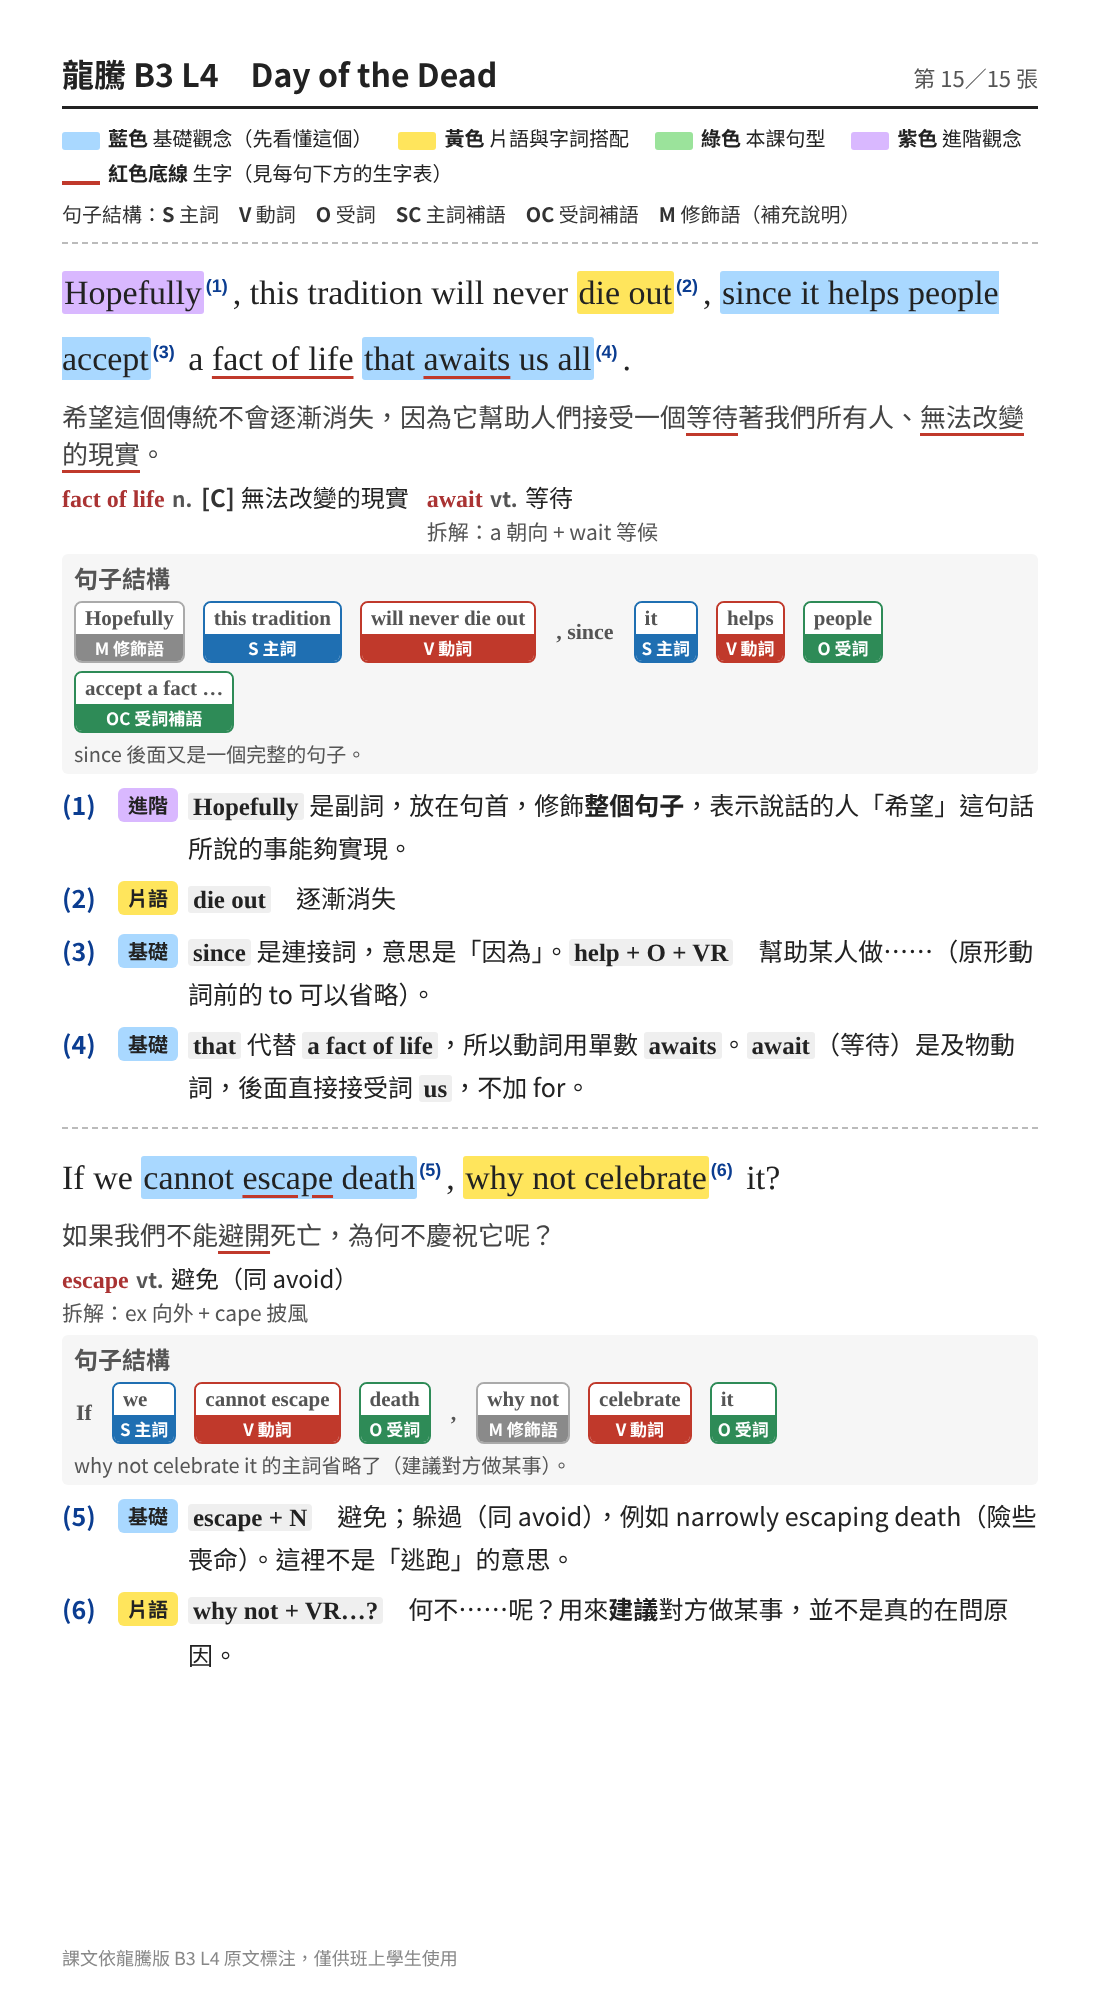 龍騰 B3 L4　Day of the Dead
第 15／15 張
藍色 基礎觀念（先看懂這個）　黃色 片語與字詞搭配　綠色 本課句型　紫色 進階觀念
紅色底線 生字（見每句下方的生字表）
句子結構：S 主詞　V 動詞　O 受詞　SC 主詞補語　OC 受詞補語　M 修飾語（補充說明）
Hopefully(1), this tradition will never die out(2), since it helps people
accept(3) a fact of life that awaits us all(4).
希望這個傳統不會逐漸消失，因為它幫助人們接受一個等待著我們所有人、無法改變
的現實。
fact of life n. [C] 無法改變的現實　await vt. 等待
拆解：a 朝向 + wait 等候
句子結構
Hopefully　this tradition　will never die out　, since　it　helps　people
M 修飾語　S 主詞　V 動詞　S 主詞　V 動詞　O 受詞
accept a fact …
OC 受詞補語
since 後面又是一個完整的句子。
(1) 進階 Hopefully 是副詞，放在句首，修飾整個句子，表示說話的人「希望」這句話
所說的事能夠實現。
(2) 片語 die out　逐漸消失
(3) 基礎 since 是連接詞，意思是「因為」。help + O + VR　幫助某人做……（原形動
詞前的 to 可以省略）。
(4) 基礎 that 代替 a fact of life，所以動詞用單數 awaits。await（等待）是及物動
詞，後面直接接受詞 us，不加 for。
If we cannot escape death(5), why not celebrate(6) it?
如果我們不能避開死亡，為何不慶祝它呢？
escape vt. 避免（同 avoid）
拆解：ex 向外 + cape 披風
句子結構
If　we　cannot escape　death　,　why not　celebrate　it
S 主詞　V 動詞　O 受詞　M 修飾語　V 動詞　O 受詞
why not celebrate it 的主詞省略了（建議對方做某事）。
(5) 基礎 escape + N　避免；躲過（同 avoid），例如 narrowly escaping death（險些
喪命）。這裡不是「逃跑」的意思。
(6) 片語 why not + VR…?　何不……呢？用來建議對方做某事，並不是真的在問原
因。
課文依龍騰版 B3 L4 原文標注，僅供班上學生使用